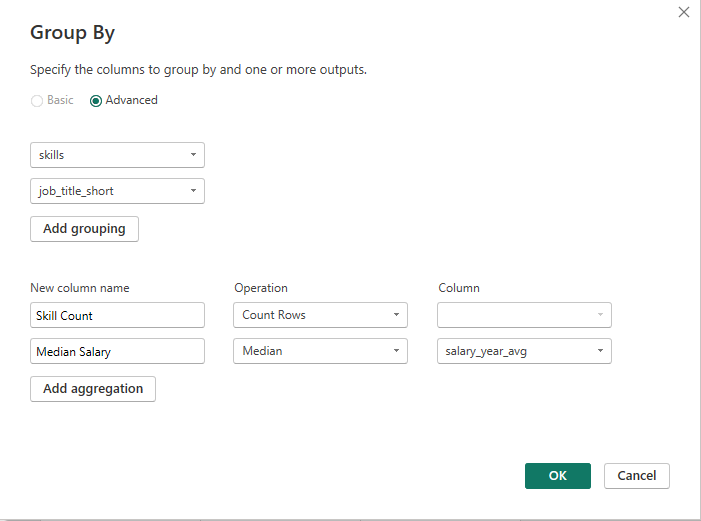 Group By
Specify the columns to group by and one or more outputs.
Basic Advanced
skills
job_title_short
Add grouping
New column name Operation Column
Skill Count Count Rows
Median Salary Median salary_year_avg
Add aggregation
OK Cancel